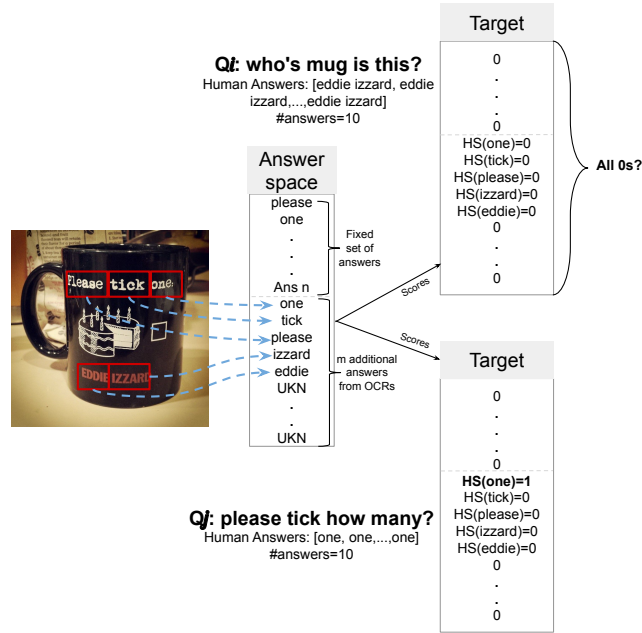 Target
0
.
.
.
0
HS(one)=0
HS(tick)=0
HS(please)=0
HS(izzard)=0
HS(eddie)=0
0
.
.
0
All 0s?
Qi: who's mug is this?
Human Answers: [eddie izzard, eddie
izzard,...,eddie izzard]
#answers=10
Answer
space
please
one
.
.
.
Ans n
one
tick
please
izzard
eddie
UKN
.
.
UKN
Fixed
set of
answers
m additional
answers
from OCRs
Scores
Scores
Please tick one:
EDDIE IZZARD
Target
0
.
.
.
0
HS(one)=1
HS(tick)=0
HS(please)=0
HS(izzard)=0
HS(eddie)=0
0
.
.
0
Qj: please tick how many?
Human Answers: [one, one,...,one]
#answers=10